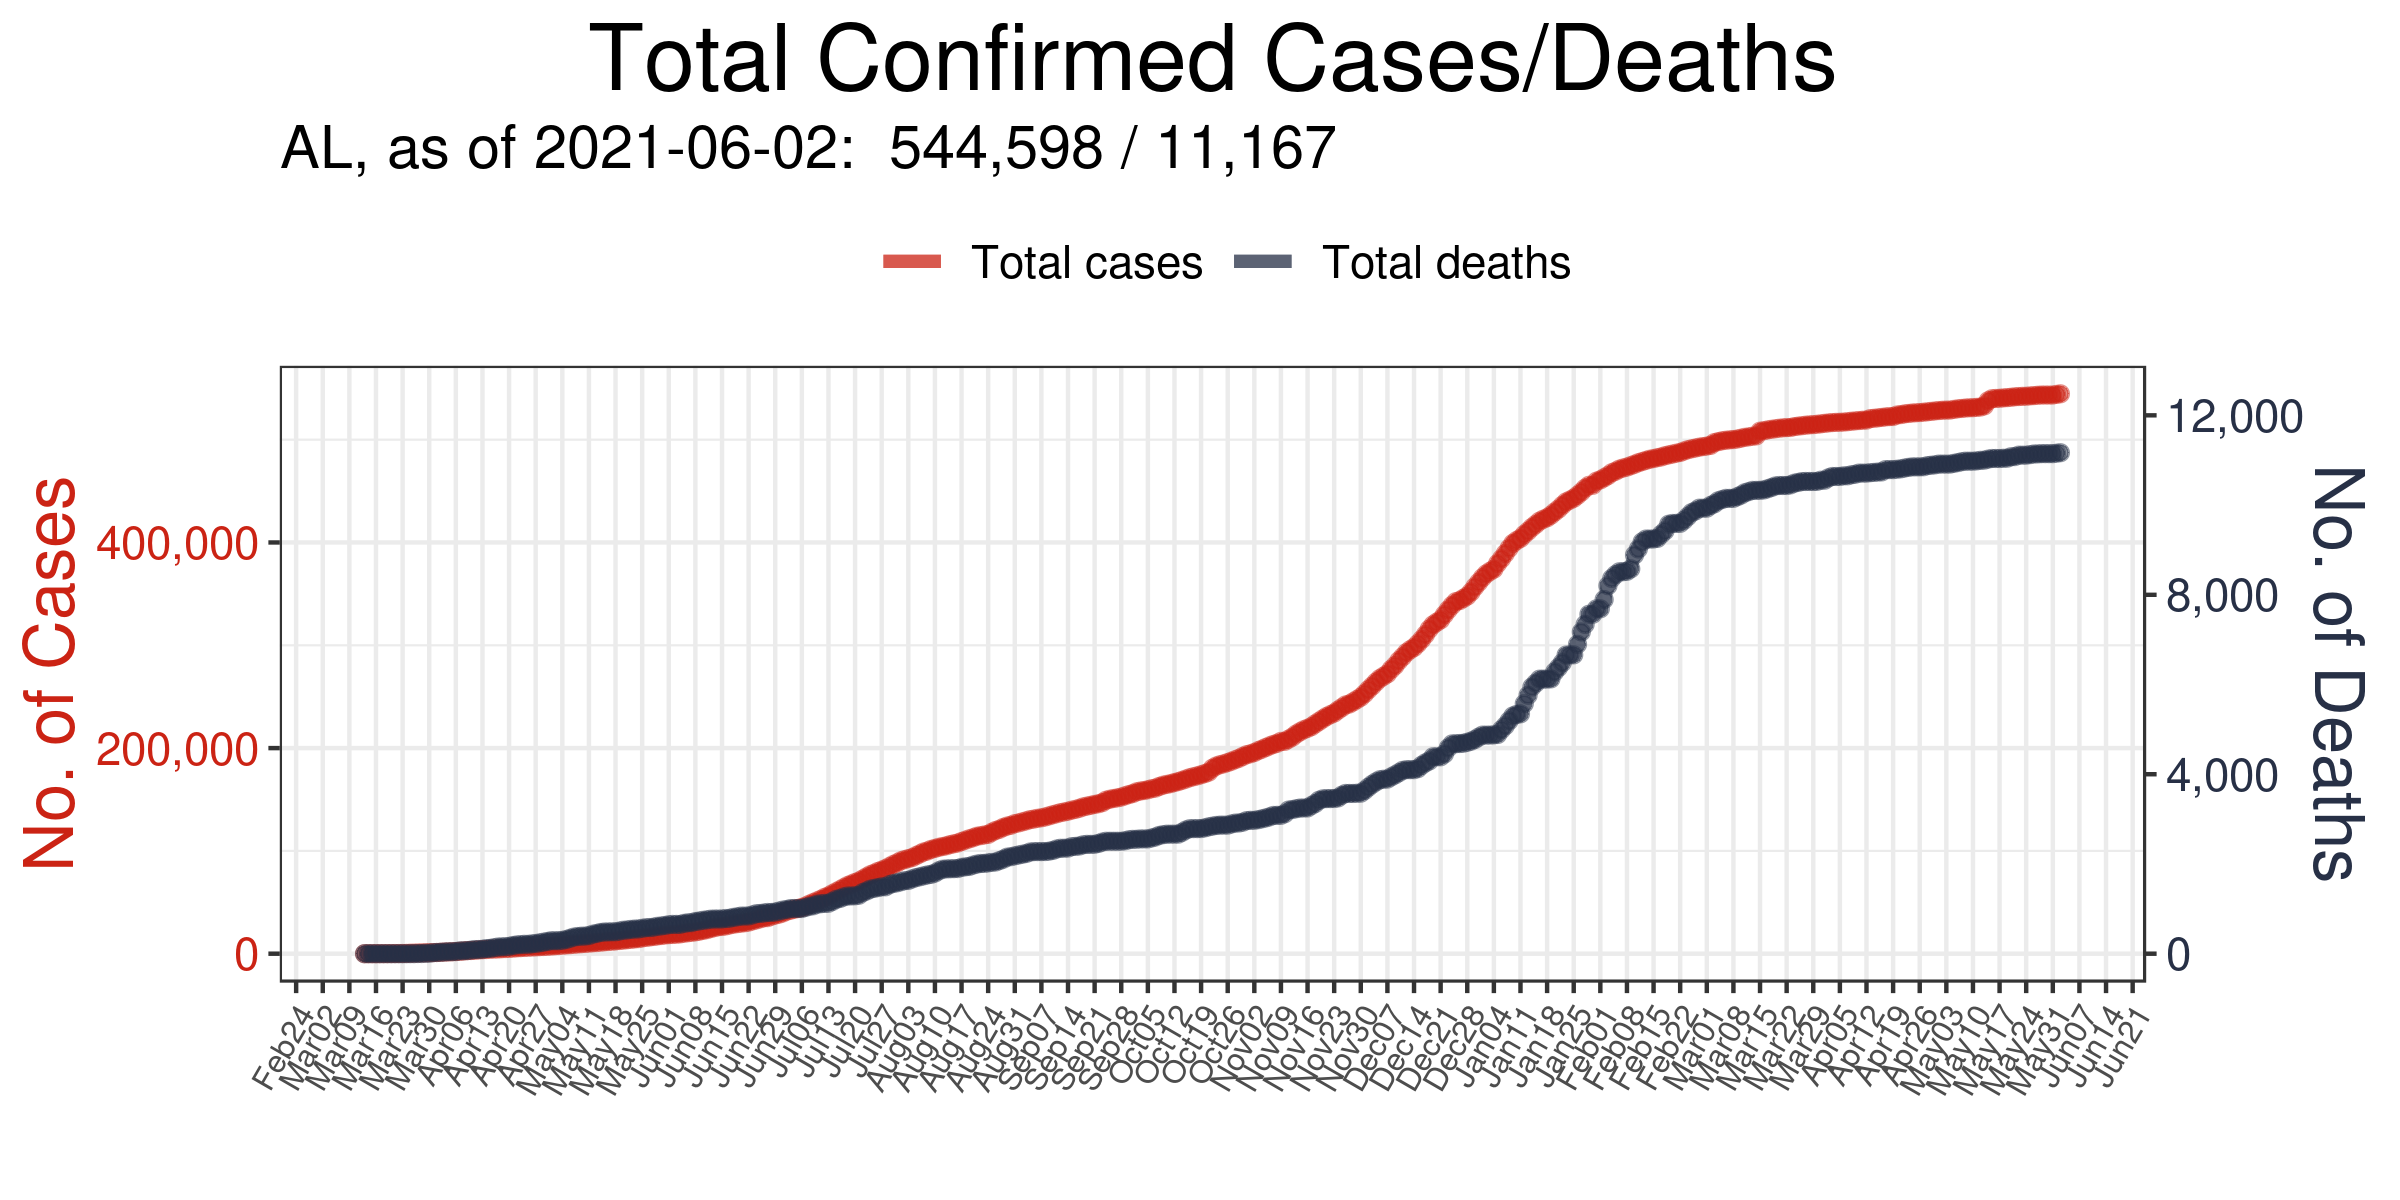 Total Confirmed Cases/Deaths
AL, as of 2021-06-02:  544,598 / 11,167
Total cases
Total deaths
No. of Cases
400,000
200,000
0
12,000
8,000
4,000
0
No. of Deaths
Feb24
Mar02
Mar09
Mar16
Mar23
Mar30
Apr06
Apr13
Apr20
Apr27
May04
May11
May18
May25
Jun01
Jun08
Jun15
Jun22
Jun29
Jul06
Jul13
Jul20
Jul27
Aug03
Aug10
Aug17
Aug24
Aug31
Sep07
Sep14
Sep21
Sep28
Oct05
Oct12
Oct19
Oct26
Nov02
Nov09
Nov16
Nov23
Nov30
Dec07
Dec14
Dec21
Dec28
Jan04
Jan11
Jan18
Jan25
Feb01
Feb08
Feb15
Feb22
Mar01
Mar08
Mar15
Mar22
Mar29
Apr05
Apr12
Apr19
Apr26
May03
May10
May17
May24
May31
Jun07
Jun14
Jun21